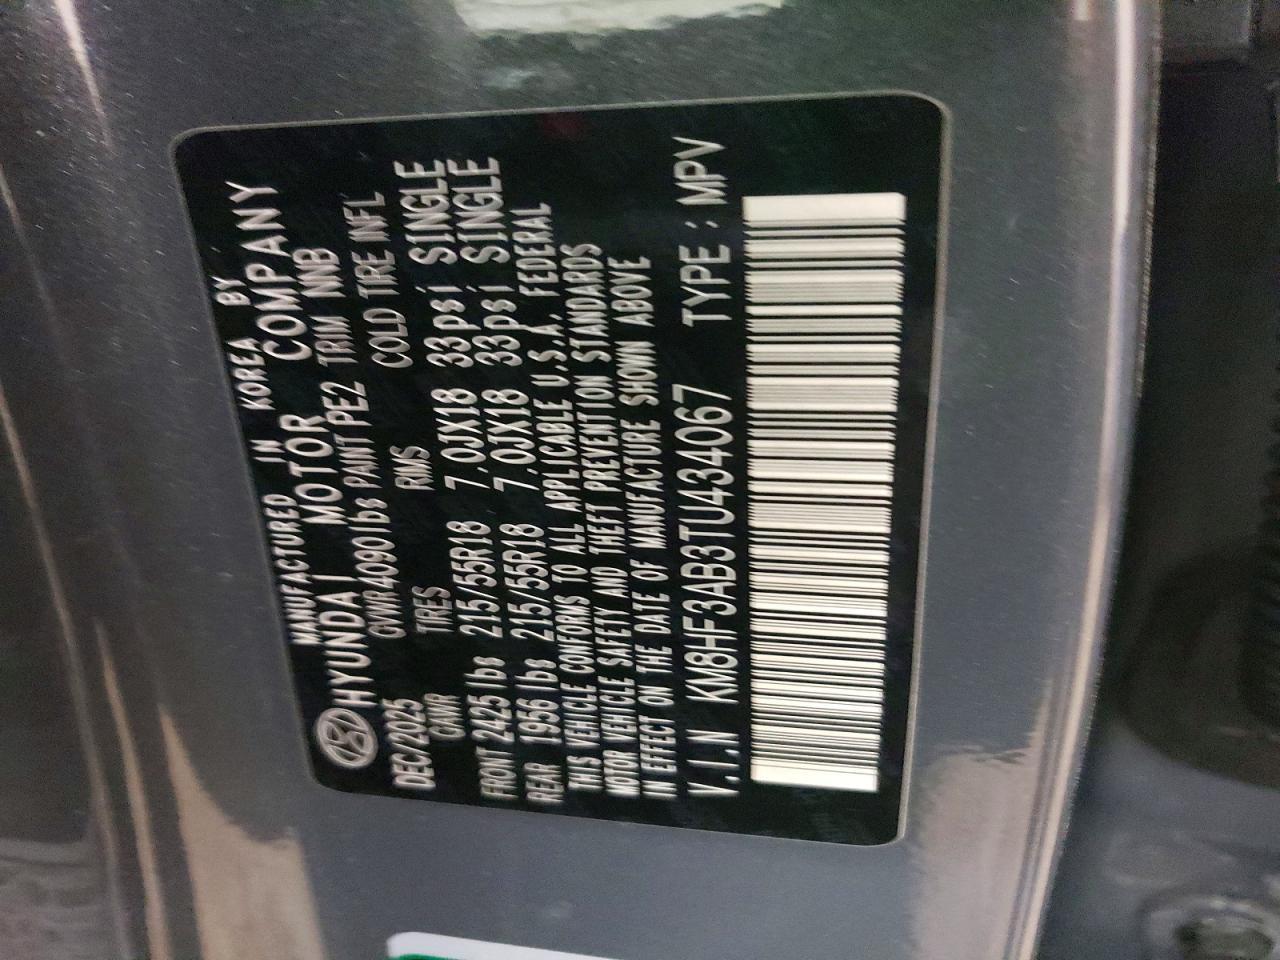 MANUFACTURED IN KOREA BY
HYUNDAI MOTOR COMPANY
DEC/2025 GVWR 4090 lbs PAINT PE2 TRIM NNB
GAWR TIRES RMS COLD TIRE INFL
FRONT 2425 lbs 215/55R18 7.0JX18 33psi SINGLE
REAR 1956 lbs 215/55R18 7.0JX18 33psi SINGLE
THIS VEHICLE CONFORMS TO ALL APPLICABLE U.S.A. FEDERAL
MOTOR VEHICLE SAFETY AND THEFT PREVENTION STANDARDS
IN EFFECT ON THE DATE OF MANUFACTURE SHOWN ABOVE
V.I.N KM8HF3AB3TU434067 TYPE : MPV